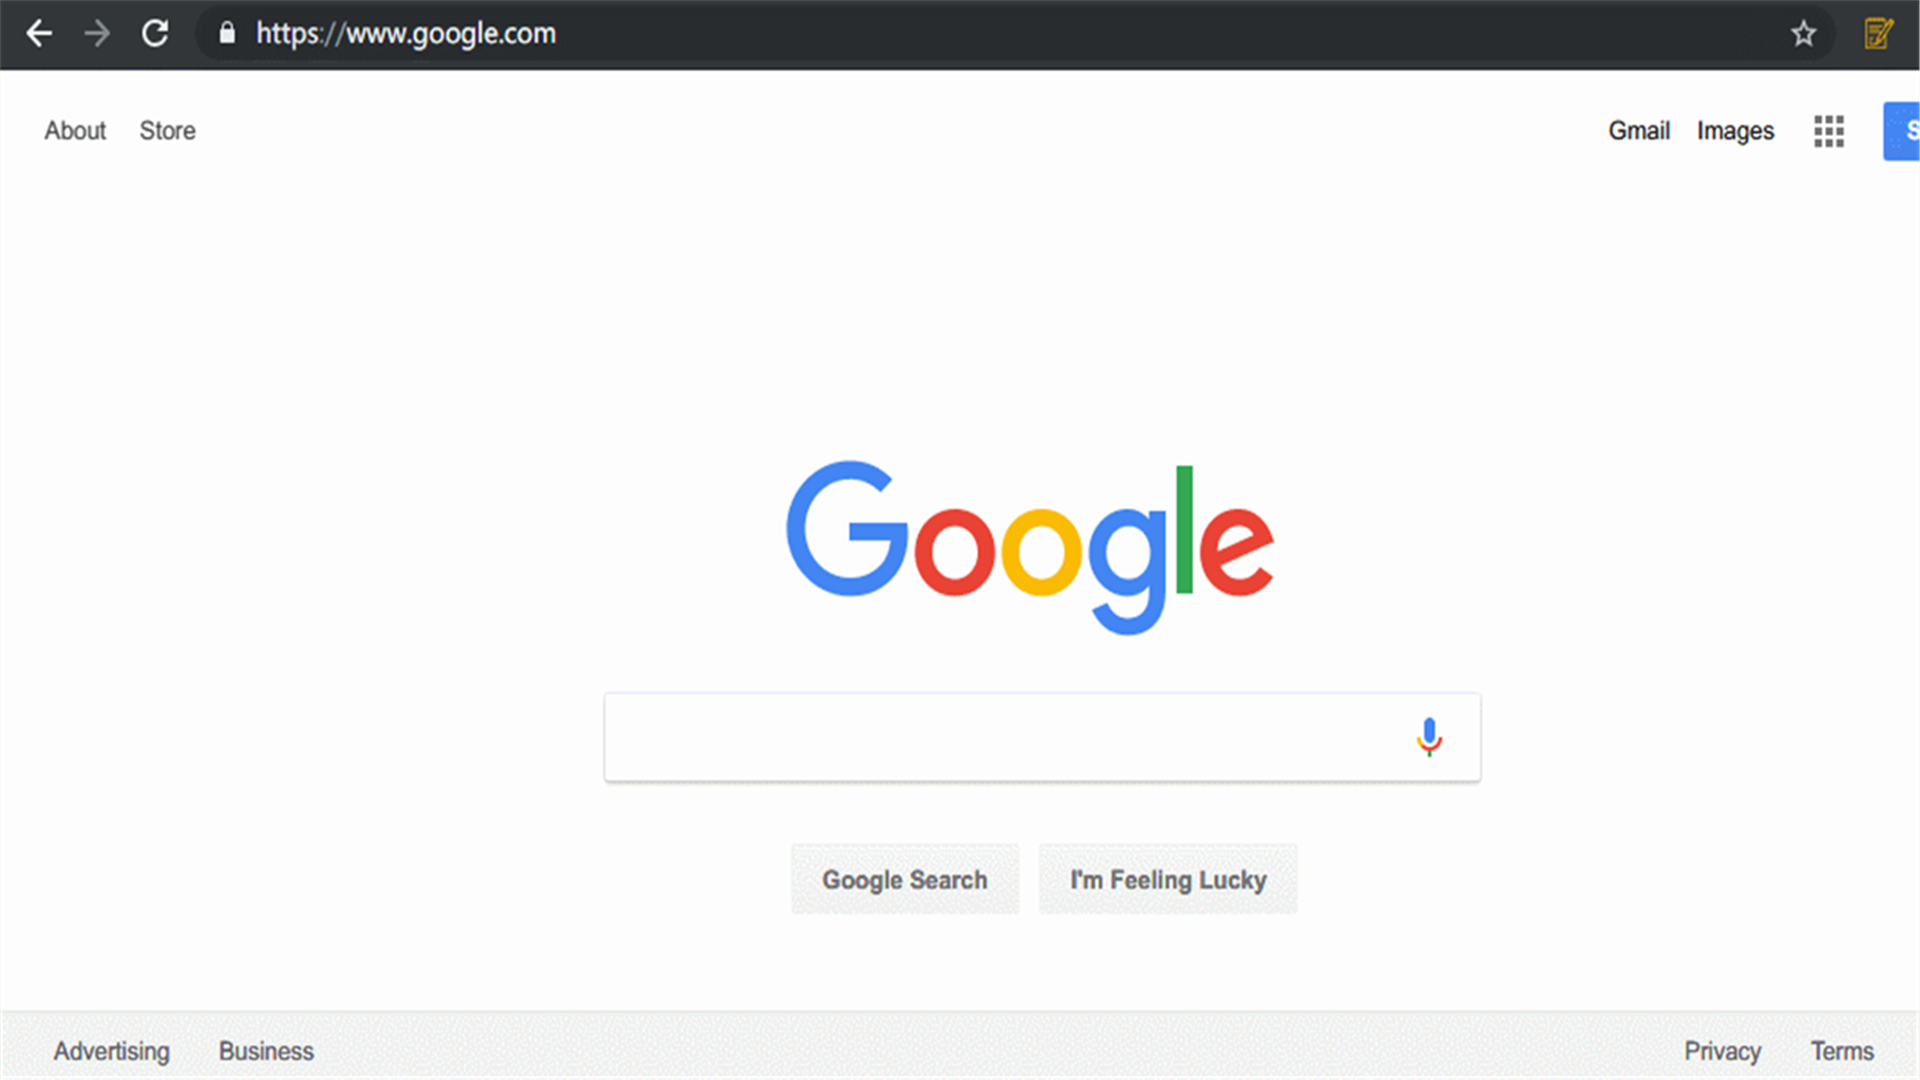 https://www.google.com
About Store Gmail Images
Google
Google Search I'm Feeling Lucky
Advertising Business Privacy Terms